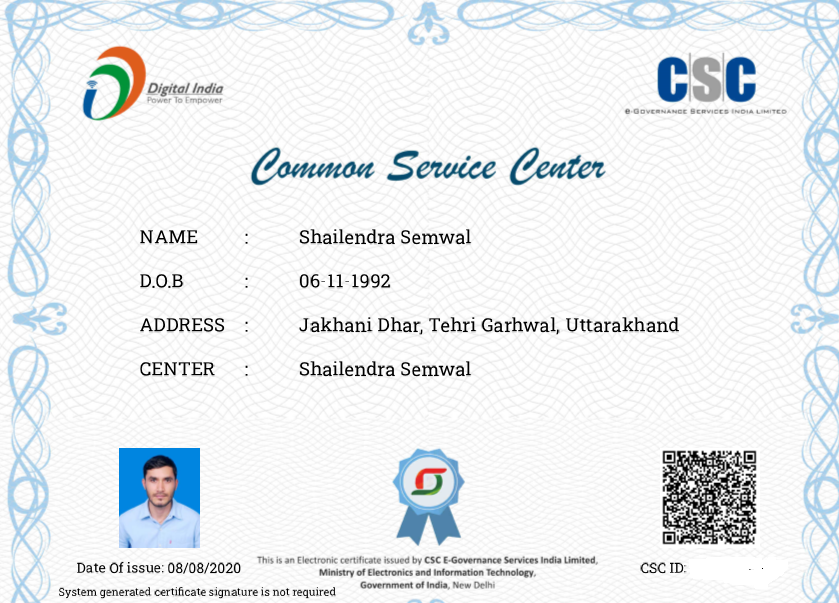 Digital India
Power To Empower
CSC
e-Governance Services India Limited
Common Service Center
NAME : Shailendra Semwal
D.O.B : 06-11-1992
ADDRESS : Jakhani Dhar, Tehri Garhwal, Uttarakhand
CENTER : Shailendra Semwal
Date Of issue: 08/08/2020
This is an Electronic certificate issued by CSC E-Governance Services India Limited,
Ministry of Electronics and Information Technology,
Government of India, New Delhi
CSC ID:
System generated certificate signature is not required